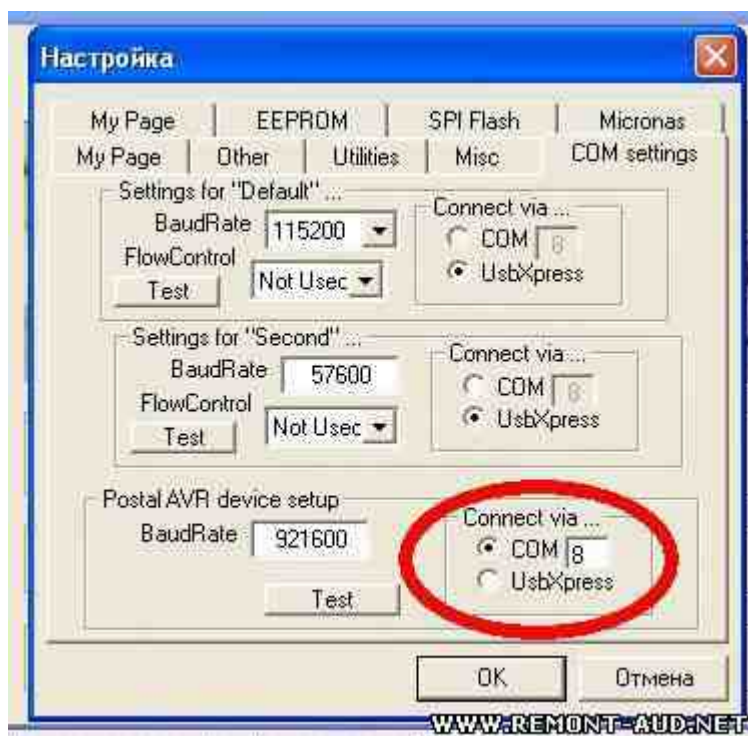 Настройка
My Page EEPROM SPI Flash Micronas
My Page Other Utilities Misc COM settings
Settings for "Default" ...
BaudRate 115200
FlowControl Not Usec
Test
Connect via ...
COM 8
UsbXpress
Settings for "Second" ...
BaudRate 57600
FlowControl Not Usec
Test
Connect via ...
COM 8
UsbXpress
Postal AVR device setup
BaudRate 921600
Test
Connect via ...
COM 8
UsbXpress
OK Отмена
WWW.REMONT-AUD.NET